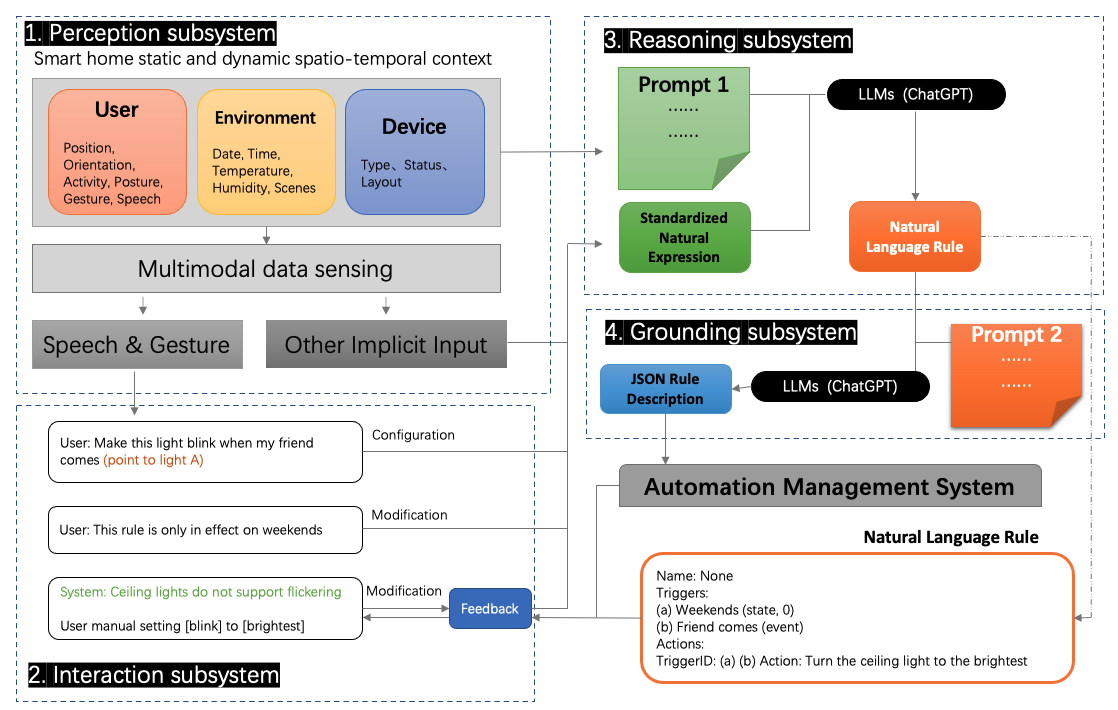 1. Perception subsystem
Smart home static and dynamic spatio-temporal context
User
Position,
Orientation,
Activity, Posture,
Gesture, Speech
Environment
Date, Time,
Temperature,
Humidity, Scenes
Device
Type、Status、
Layout
Multimodal data sensing
Speech & Gesture
Other Implicit Input
User: Make this light blink when my friend
comes (point to light A)
Configuration
User: This rule is only in effect on weekends
Modification
System: Ceiling lights do not support flickering
User manual setting [blink] to [brightest]
Modification
Feedback
2. Interaction subsystem
3. Reasoning subsystem
Prompt 1
……
……
LLMs（ChatGPT）
Standardized
Natural
Expression
Natural
Language Rule
4. Grounding subsystem
Prompt 2
……
……
JSON Rule
Description
LLMs（ChatGPT）
Automation Management System
Natural Language Rule
Name: None
Triggers:
(a) Weekends (state, 0)
(b) Friend comes (event)
Actions:
TriggerID: (a) (b) Action: Turn the ceiling light to the brightest